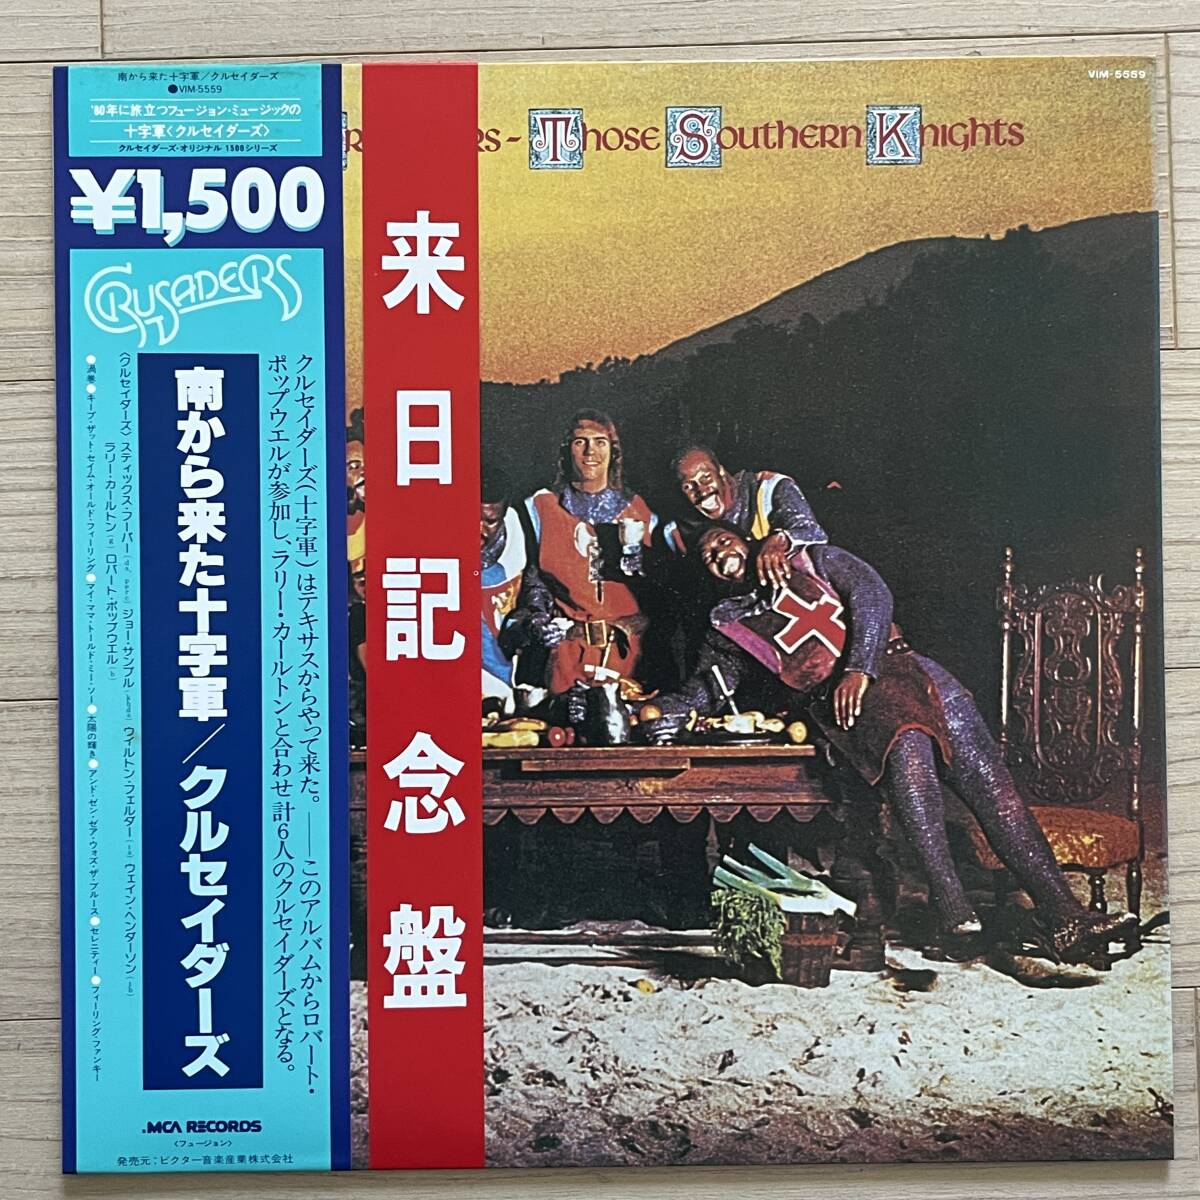 南から来た十字軍／クルセイダーズ
●VIM-5559
'80年に旅立つフュージョン・ミュージックの
十字軍〈クルセイダーズ〉
クルセイダーズ・オリジナル 1500シリーズ
¥1,500
CRUSADERS
クルセイダーズ(十字軍)はテキサスからやって来た。——このアルバムからロバート・
ポップウエルが参加し、ラリー・カールトンと合わせ 計6人のクルセイダーズとなる。
南から来た十字軍／クルセイダーズ
〈クルセイダーズ〉スティックス・フーパー(ds, perc) ジョー・サンプル(keyb) ウィルトン・フェルダー(ts) ウェイン・ヘンダーソン(tb)
ラリー・カールトン(g) ロバート・ポップウエル(b)
●渦巻●キープ・ザット・セイム・オールド・フィーリング●マイ・ママ・トールド・ミー・ソー●太陽の輝き●アンド・ゼン・ゼア・ウォズ・ザ・ブルース●セレニティー●フィーリング・ファンキー
.MCA RECORDS
〈フュージョン〉
発売元；ビクター音楽産業株式会社
来日記念盤
VIM-5559
RS-Those Southern Knights